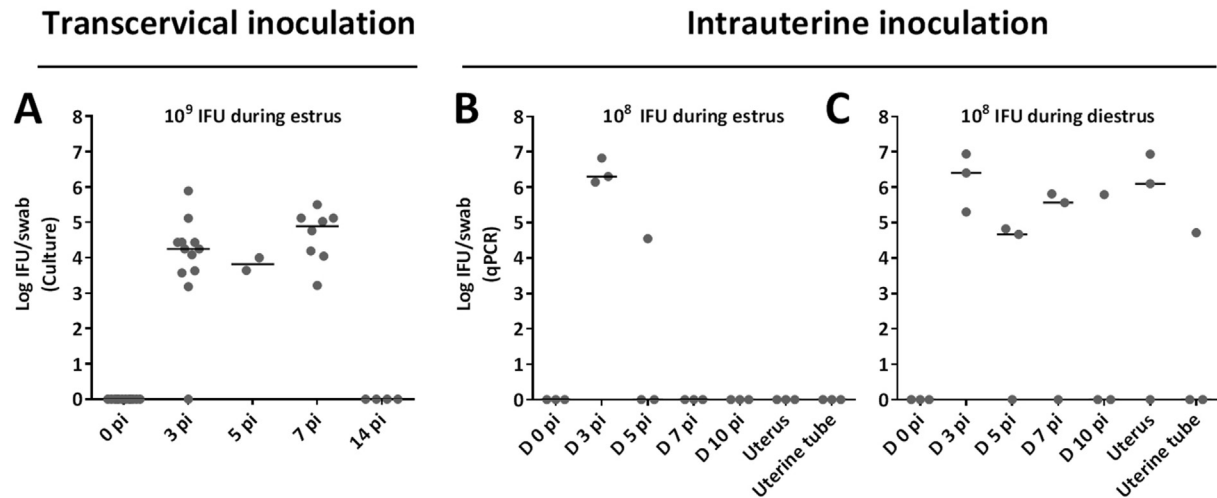 Transcervical inoculation
Intrauterine inoculation
A
10⁹ IFU during estrus
Log IFU/swab
(Culture)
8
7
6
5
4
3
2
1
0
0 pi
3 pi
5 pi
7 pi
14 pi
B
10⁸ IFU during estrus
Log IFU/swab
(qPCR)
8
7
6
5
4
3
2
1
0
D 0 pi
D 3 pi
D 5 pi
D 7 pi
D 10 pi
Uterus
Uterine tube
C
10⁸ IFU during diestrus
8
7
6
5
4
3
2
1
0
D 0 pi
D 3 pi
D 5 pi
D 7 pi
D 10 pi
Uterus
Uterine tube